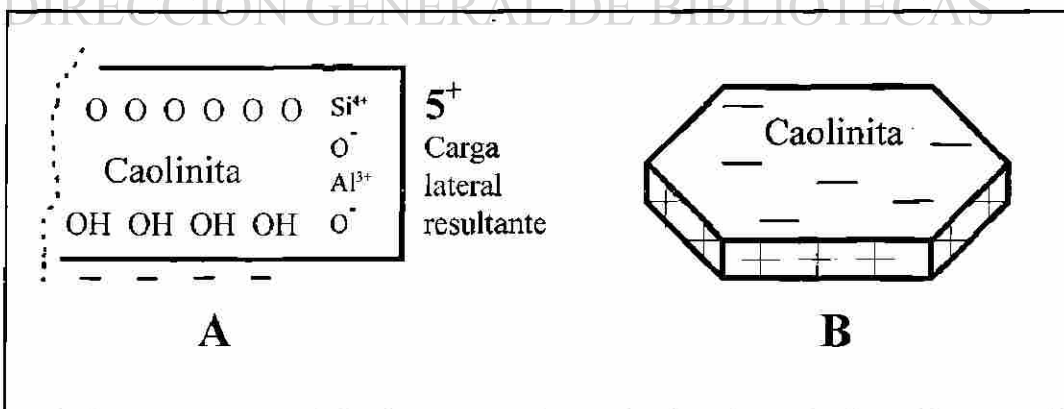 DIRECCIÓN GENERAL DE BIBLIOTECAS
O O O O O O Si⁴⁺
O⁻
Caolinita
Al³⁺
OH OH OH OH O⁻
5⁺
Carga
lateral
resultante
A
Caolinita
B